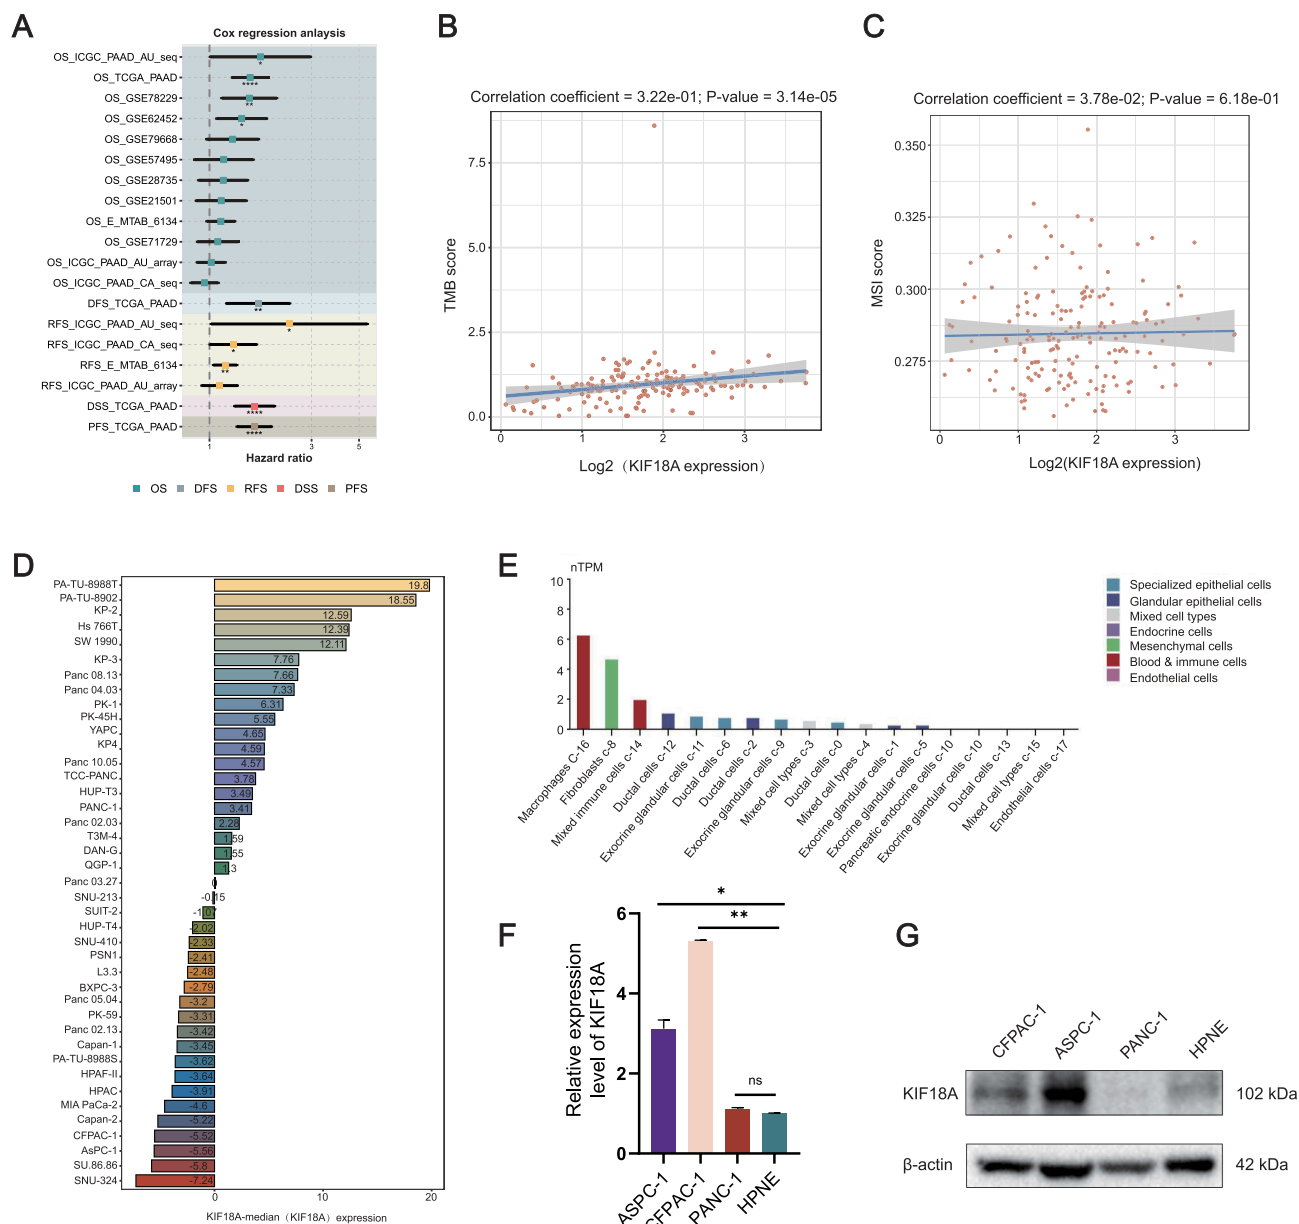 A
Cox regression anlaysis
OS_ICGC_PAAD_AU_seq
OS_TCGA_PAAD
OS_GSE78229
OS_GSE62452
OS_GSE79668
OS_GSE57495
OS_GSE28735
OS_GSE21501
OS_E_MTAB_6134
OS_GSE71729
OS_ICGC_PAAD_AU_array
OS_ICGC_PAAD_CA_seq
DFS_TCGA_PAAD
RFS_ICGC_PAAD_AU_seq
RFS_ICGC_PAAD_CA_seq
RFS_E_MTAB_6134
RFS_ICGC_PAAD_AU_array
DSS_TCGA_PAAD
PFS_TCGA_PAAD
*
****
**
*
**
*
*
**
****
****
1 3 5
Hazard ratio
OS DFS RFS DSS PFS
B
Correlation coefficient = 3.22e-01; P-value = 3.14e-05
TMB score
7.5
5.0
2.5
0.0
0 1 2 3
Log2（KIF18A expression）
C
Correlation coefficient = 3.78e-02; P-value = 6.18e-01
MSI score
0.350
0.325
0.300
0.275
0 1 2 3
Log2(KIF18A expression)
D
PA-TU-8988T 19.8
PA-TU-8902 18.55
KP-2 12.59
Hs 766T 12.39
SW 1990 12.11
KP-3 7.76
Panc 08.13 7.66
Panc 04.03 7.33
PK-1 6.31
PK-45H 5.55
YAPC 4.65
KP4 4.59
Panc 10.05 4.57
TCC-PANC 3.78
HUP-T3 3.49
PANC-1 3.41
Panc 02.03 2.28
T3M-4 1.59
DAN-G 1.55
QGP-1 1.3
Panc 03.27 0
SNU-213 -0.15
SUIT-2 -1.07
HUP-T4 -2.02
SNU-410 -2.33
PSN1 -2.41
L3.3 -2.48
BXPC-3 -2.79
Panc 05.04 -3.2
PK-59 -3.31
Panc 02.13 -3.42
Capan-1 -3.45
PA-TU-8988S -3.62
HPAF-II -3.64
HPAC -3.91
MIA PaCa-2 -4.6
Capan-2 -5.22
CFPAC-1 -5.52
AsPC-1 -5.56
SU.86.86 -5.8
SNU-324 -7.24
0 10 20
KIF18A-median（KIF18A）expression
E
nTPM
10
8
6
4
2
0
Macrophages C-16
Fibroblasts c-8
Mixed immune cells c-14
Ductal cells c-12
Exocrine glandular cells c-11
Ductal cells c-6
Ductal cells c-2
Exocrine glandular cells c-9
Mixed cell types c-3
Ductal cells c-0
Mixed cell types c-4
Exocrine glandular cells c-1
Exocrine glandular cells c-5
Pancreatic endocrine cells c-10
Exocrine glandular cells c-10
Ductal cells c-13
Mixed cell types c-15
Endothelial cells c-17
Specialized epithelial cells
Glandular epithelial cells
Mixed cell types
Endocrine cells
Mesenchymal cells
Blood & immune cells
Endothelial cells
F
Relative expression
level of KIF18A
6
4
2
0
*
**
ns
ASPC-1
CFPAC-1
PANC-1
HPNE
G
CFPAC-1 ASPC-1 PANC-1 HPNE
KIF18A 102 kDa
β-actin 42 kDa